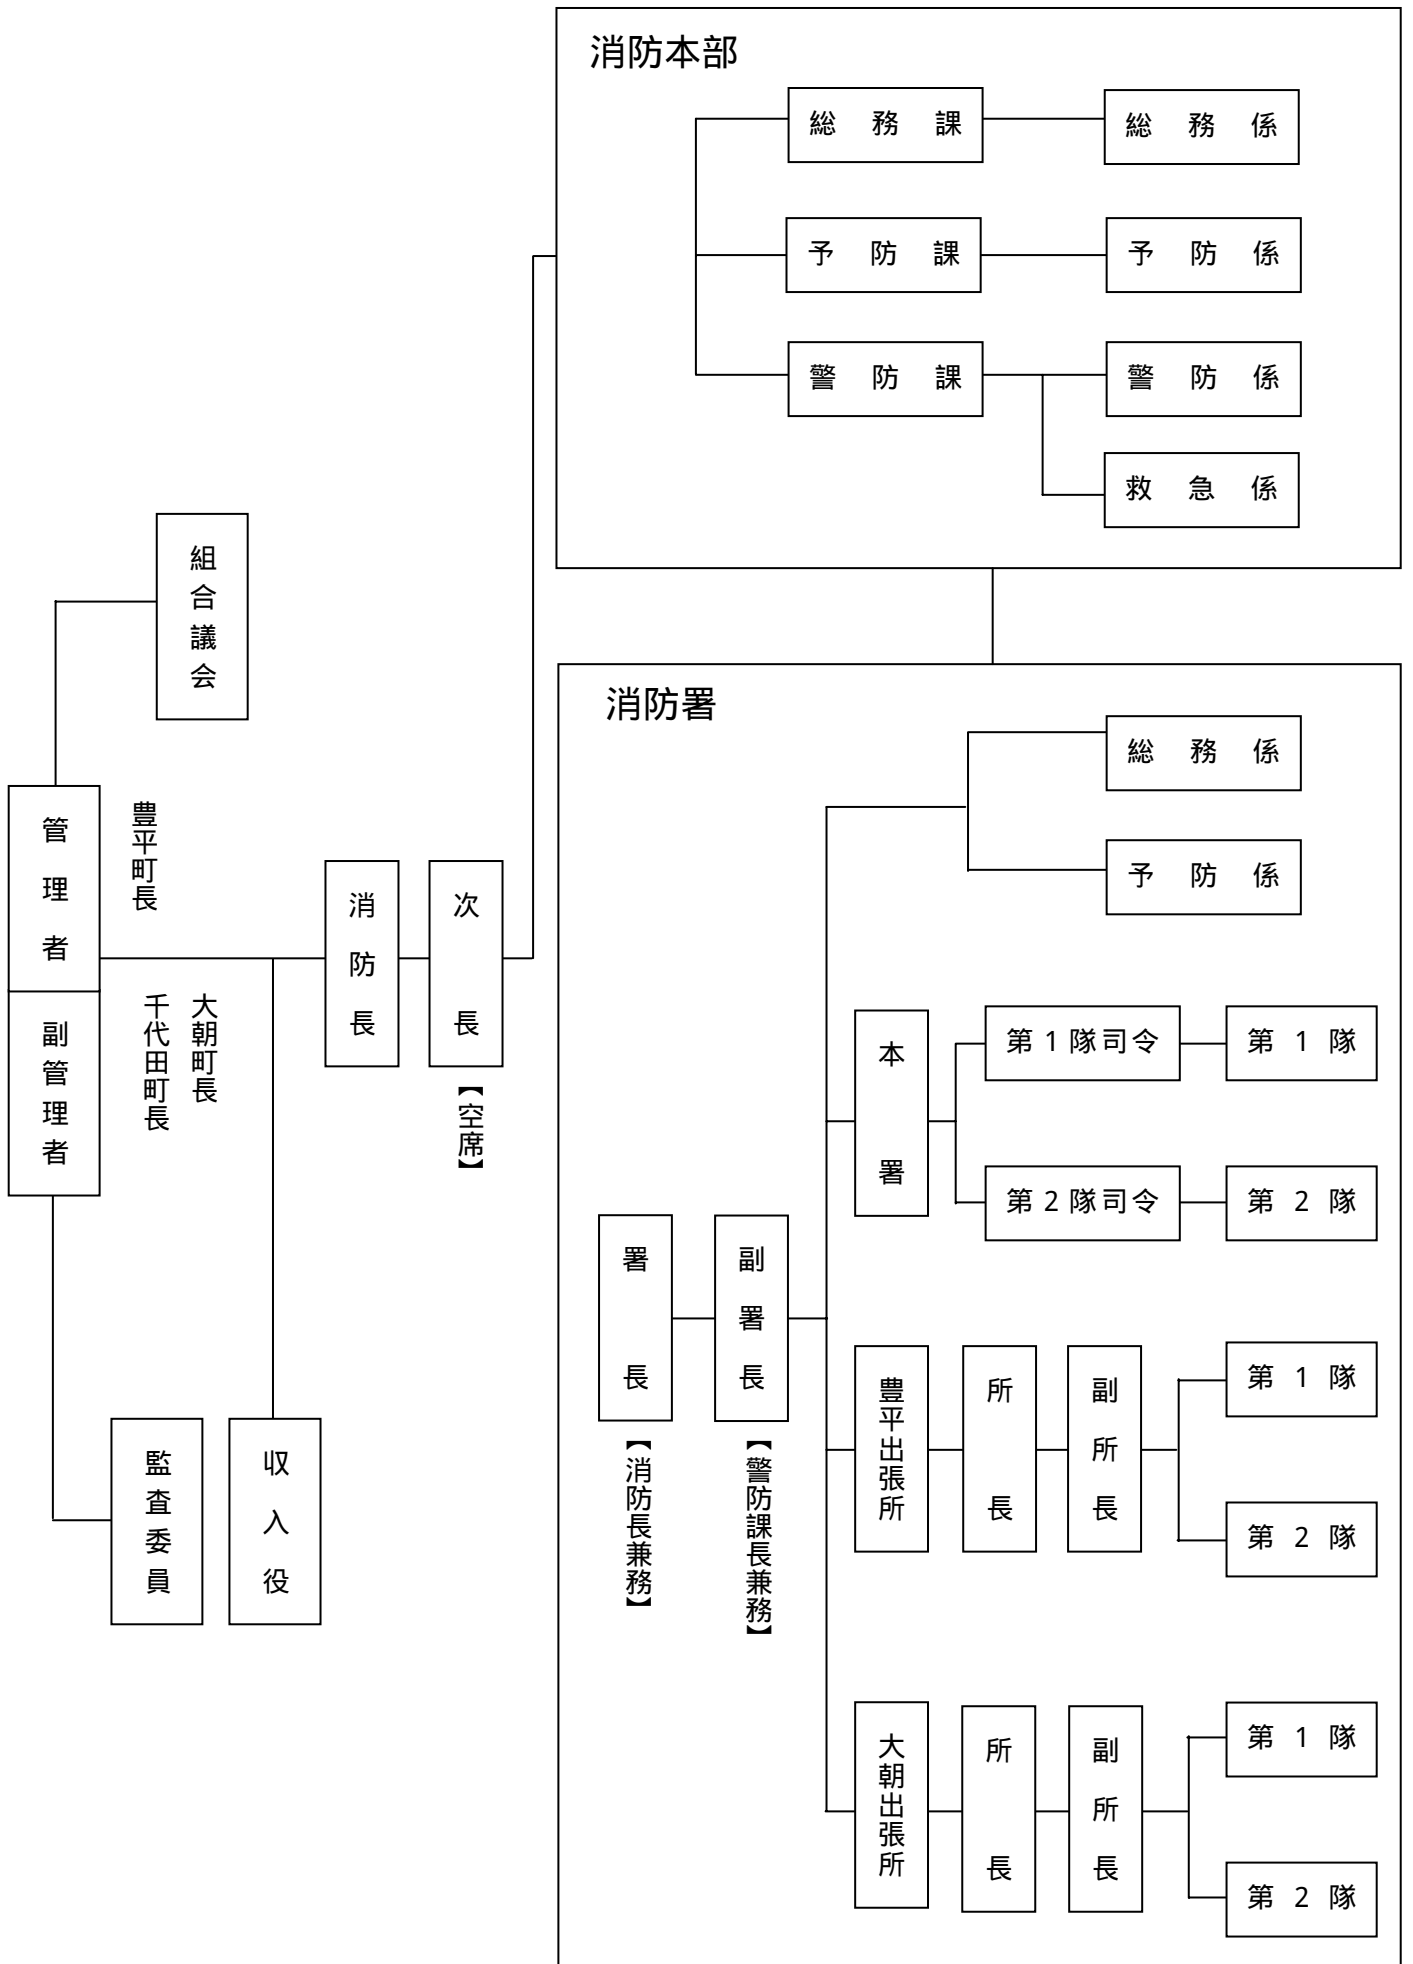 消防本部
総務課
総務係
予防課
予防係
警防課
警防係
救急係
組合議会
管理者
豊平町長
副管理者
大朝町長
千代田町長
消防長
次長
【空席】
監査委員
収入役
消防署
総務係
予防係
署長
【消防長兼務】
副署長
【警防課長兼務】
本署
第1隊司令
第1隊
第2隊司令
第2隊
豊平出張所
所長
副所長
第1隊
第2隊
大朝出張所
所長
副所長
第1隊
第2隊